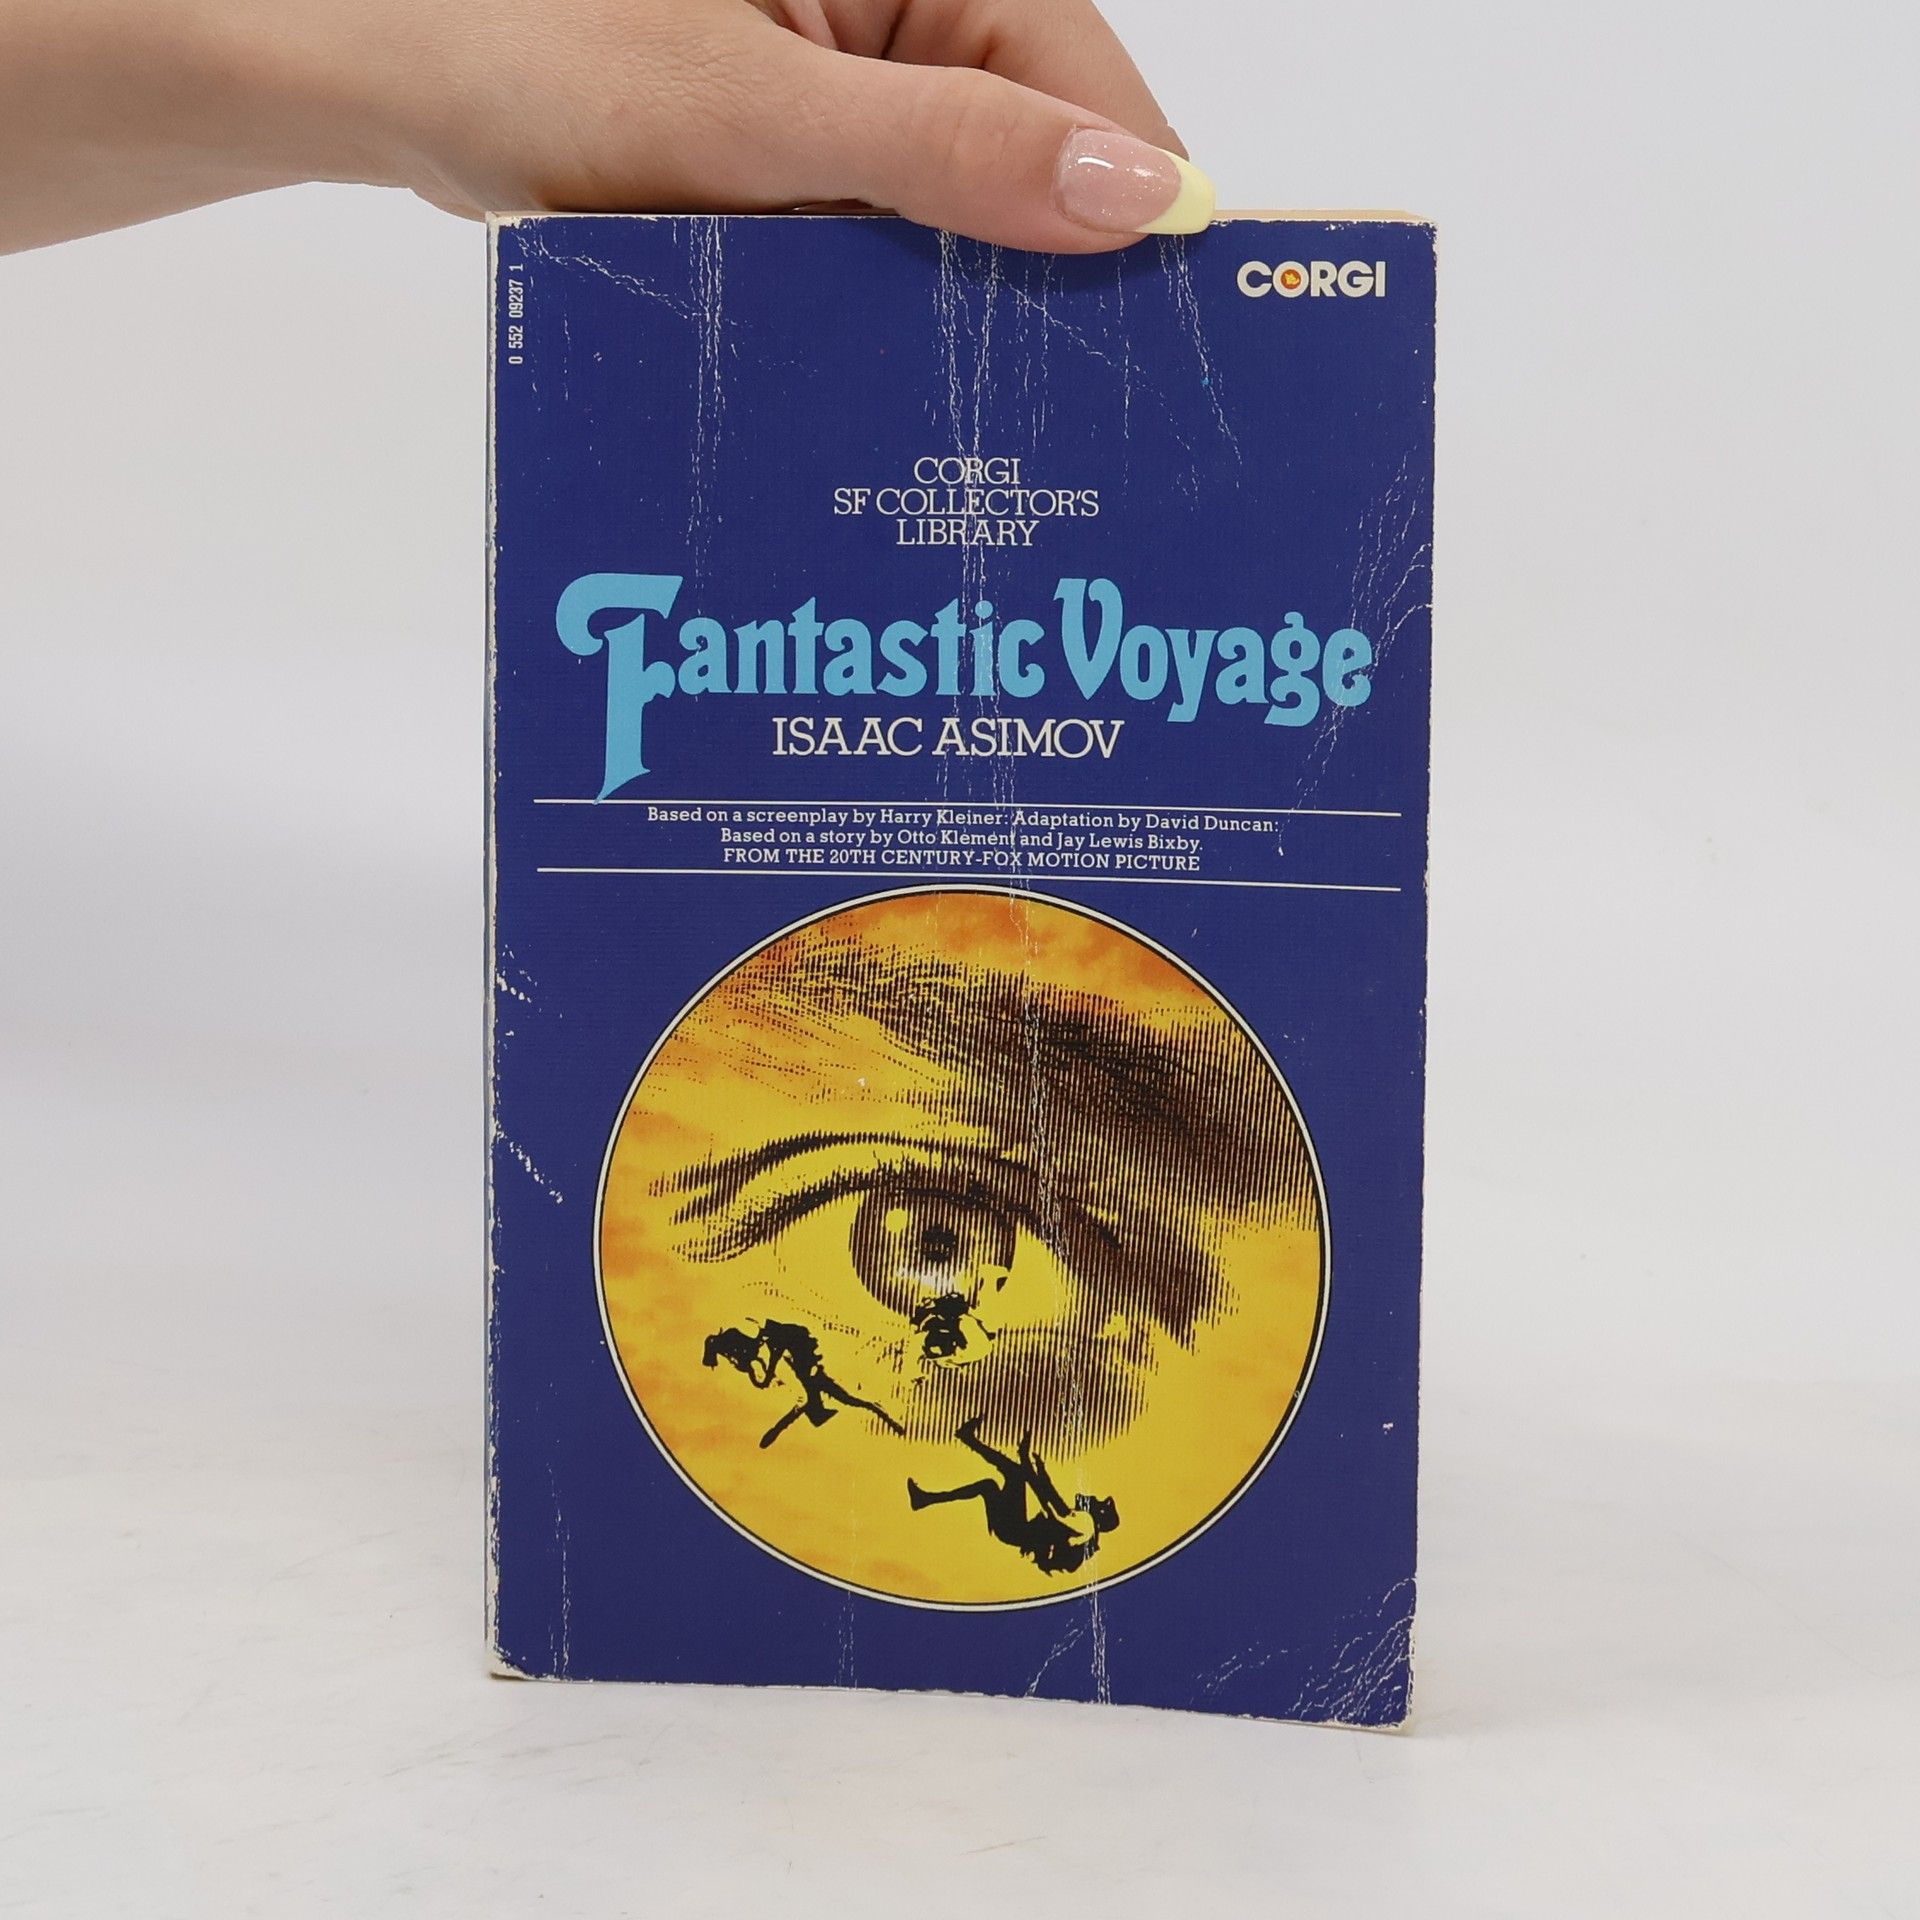 0 552 09237 1
CORGI
CORGI
SF COLLECTOR'S
LIBRARY
Fantastic Voyage
ISAAC ASIMOV
Based on a screenplay by Harry Kleiner: Adaptation by David Duncan:
Based on a story by Otto Klement and Jay Lewis Bixby.
FROM THE 20TH CENTURY-FOX MOTION PICTURE